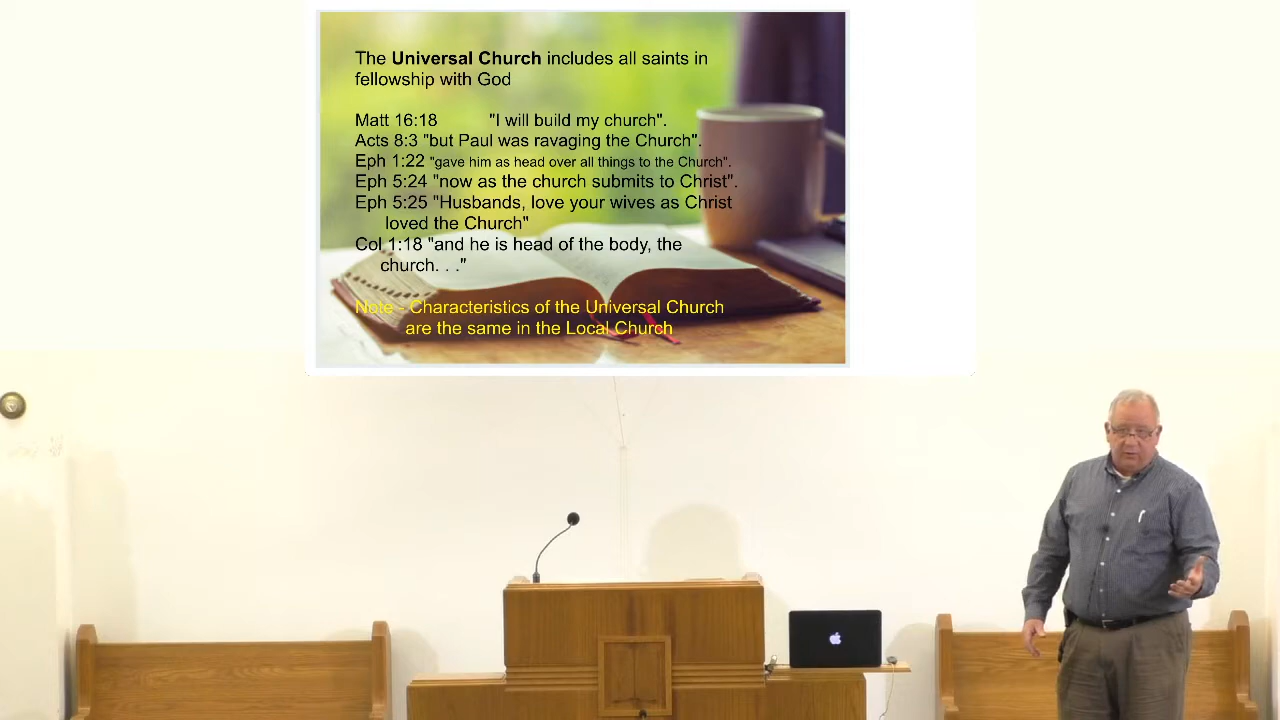 The Universal Church includes all saints in
fellowship with God
Matt 16:18 "I will build my church".
Acts 8:3 "but Paul was ravaging the Church".
Eph 1:22 "gave him as head over all things to the Church".
Eph 5:24 "now as the church submits to Christ".
Eph 5:25 "Husbands, love your wives as Christ
loved the Church"
Col 1:18 "and he is head of the body, the
church. . ."
Note - Characteristics of the Universal Church
are the same in the Local Church